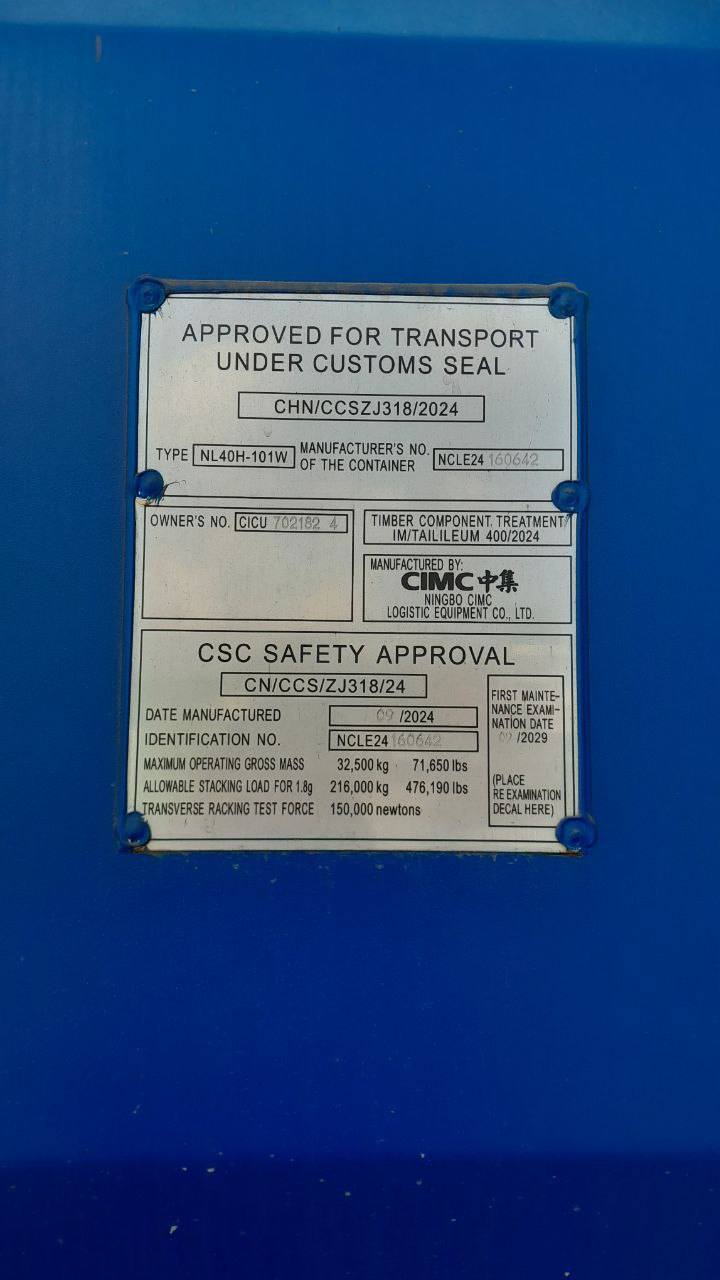 APPROVED FOR TRANSPORT
UNDER CUSTOMS SEAL
CHN/CCSZJ318/2024
TYPE NL40H-101W MANUFACTURER'S NO. OF THE CONTAINER NCLE24 160642
OWNER'S NO. CICU 702182 4
TIMBER COMPONENT TREATMENT
IM/TAILILEUM 400/2024
MANUFACTURED BY:
CIMC 中集
NINGBO CIMC
LOGISTIC EQUIPMENT CO., LTD.
CSC SAFETY APPROVAL
CN/CCS/ZJ318/24
DATE MANUFACTURED 09 /2024
IDENTIFICATION NO. NCLE24 160642
MAXIMUM OPERATING GROSS MASS 32,500 kg 71,650 lbs
ALLOWABLE STACKING LOAD FOR 1.8g 216,000 kg 476,190 lbs
TRANSVERSE RACKING TEST FORCE 150,000 newtons
FIRST MAINTE-
NANCE EXAMI-
NATION DATE
09 /2029
(PLACE
RE EXAMINATION
DECAL HERE)